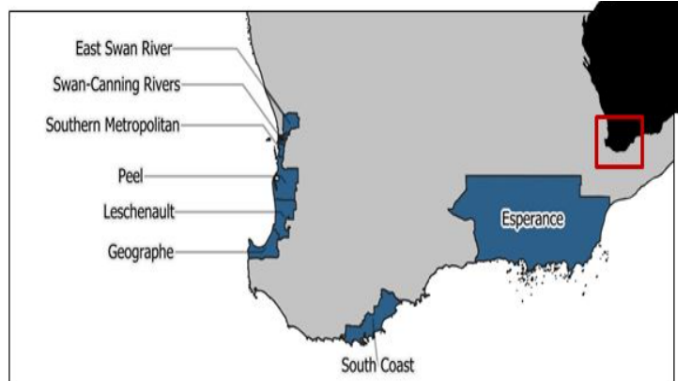 East Swan River
Swan-Canning Rivers
Southern Metropolitan
Peel
Leschenault
Geographe
Esperance
South Coast